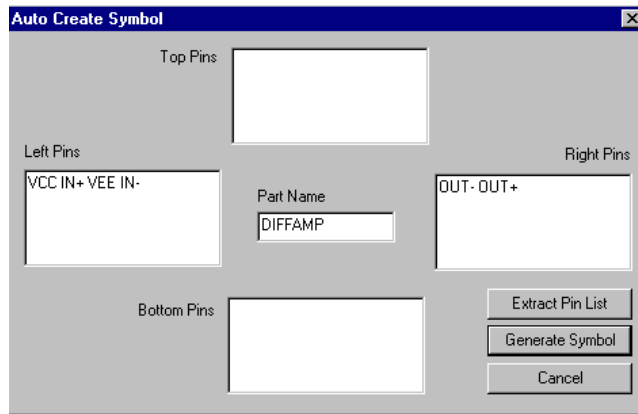 Auto Create Symbol
Top Pins
Left Pins
Right Pins
VCC IN+ VEE IN-
Part Name
OUT- OUT+
DIFFAMP
Bottom Pins
Extract Pin List
Generate Symbol
Cancel